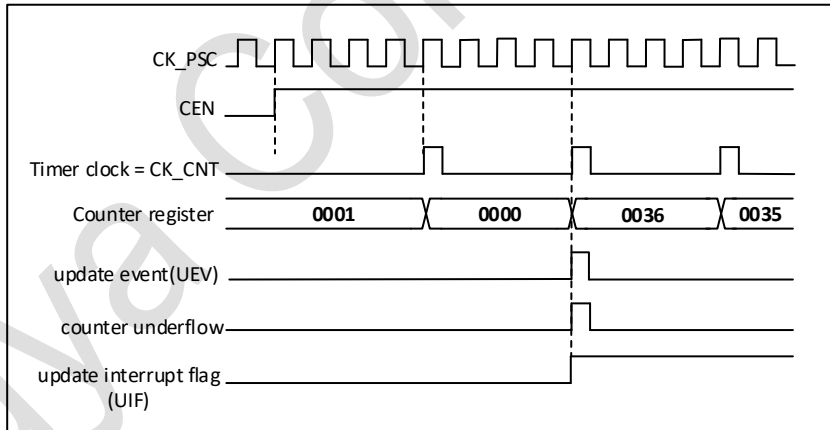 CK_PSC
CEN
Timer clock = CK_CNT
Counter register 0001 0000 0036 0035
update event(UEV)
counter underflow
update interrupt flag
(UIF)